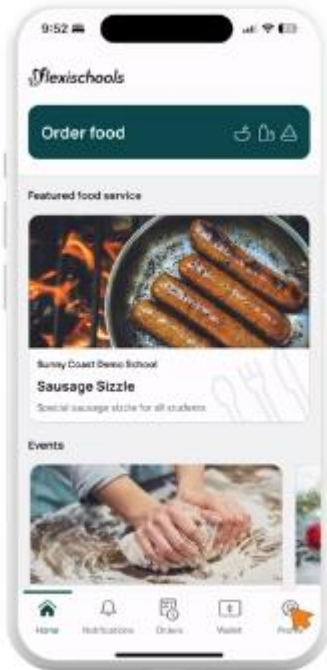 9:52
flexischools
Order food
Featured food service
Sunny Coast Demo School
Sausage Sizzle
Special sausage sizzle for all students
Events
Home
Notifications
Orders
Wallet